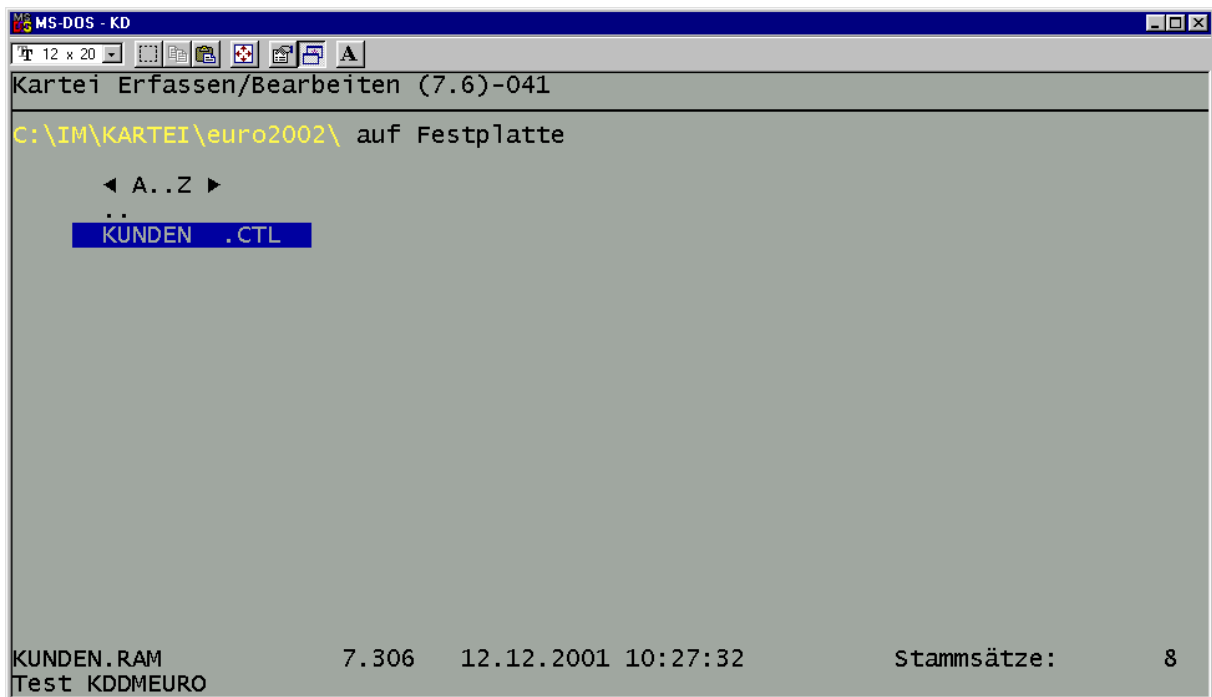 MS-DOS - KD
12 x 20 A
Kartei Erfassen/Bearbeiten (7.6)-041
C:\IM\KARTEI\euro2002\ auf Festplatte
◄ A..Z ►
..
KUNDEN .CTL
KUNDEN.RAM 7.306 12.12.2001 10:27:32 Stammsätze: 8
Test KDDMEURO